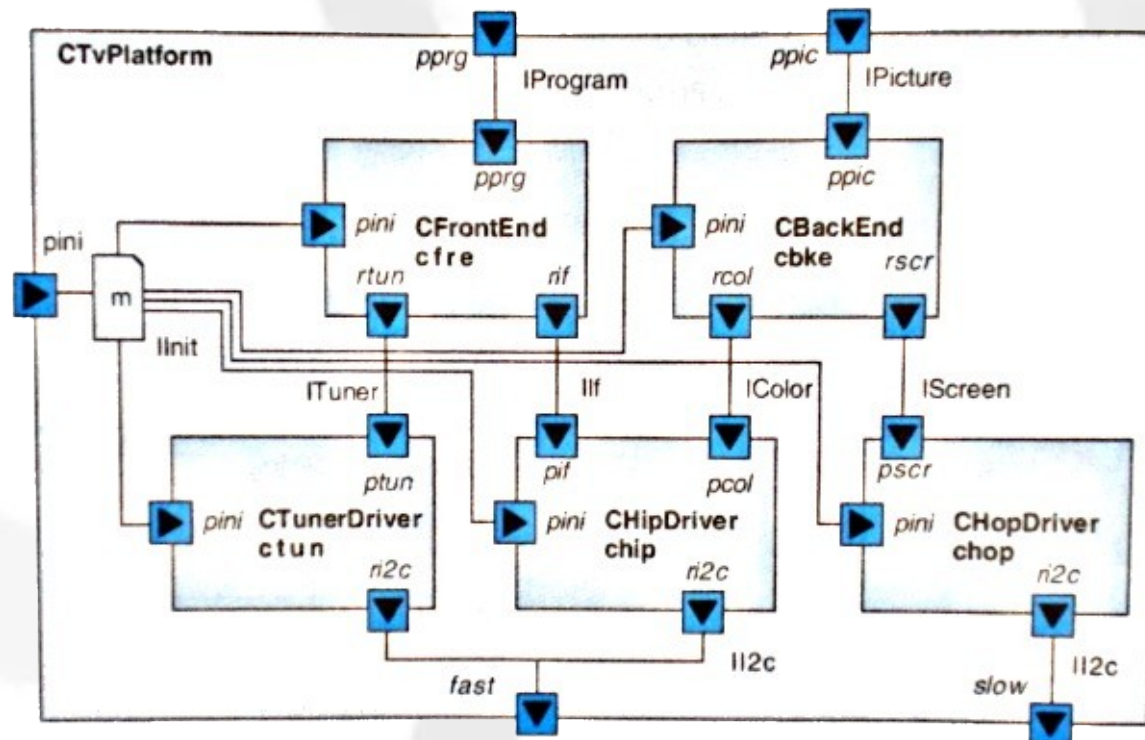 CTvPlatform
pprg
IProgram
ppic
IPicture
pprg
ppic
pini
pini
CFrontEnd
cfre
pini
CBackEnd
cbke
rtun
rif
rcol
rscr
m
IInit
ITuner
IIf
IColor
IScreen
ptun
pif
pcol
pscr
pini
CTunerDriver
ctun
pini
CHipDriver
chip
pini
CHopDriver
chop
ri2c
ri2c
ri2c
fast
II2c
slow
II2c